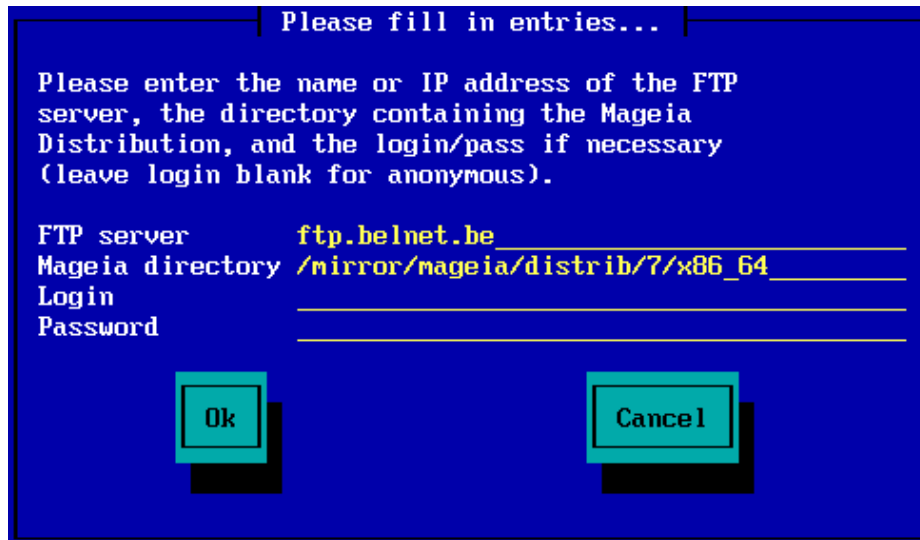 Please fill in entries...
Please enter the name or IP address of the FTP
server, the directory containing the Mageia
Distribution, and the login/pass if necessary
(leave login blank for anonymous).
FTP server ftp.belnet.be
Mageia directory /mirror/mageia/distrib/7/x86_64
Login
Password
Ok Cancel